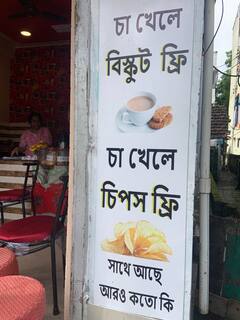 চা খেলে
বিস্কুট ফ্রি
চা খেলে
চিপস ফ্রি
সাথে আছে
আরও কতো কি